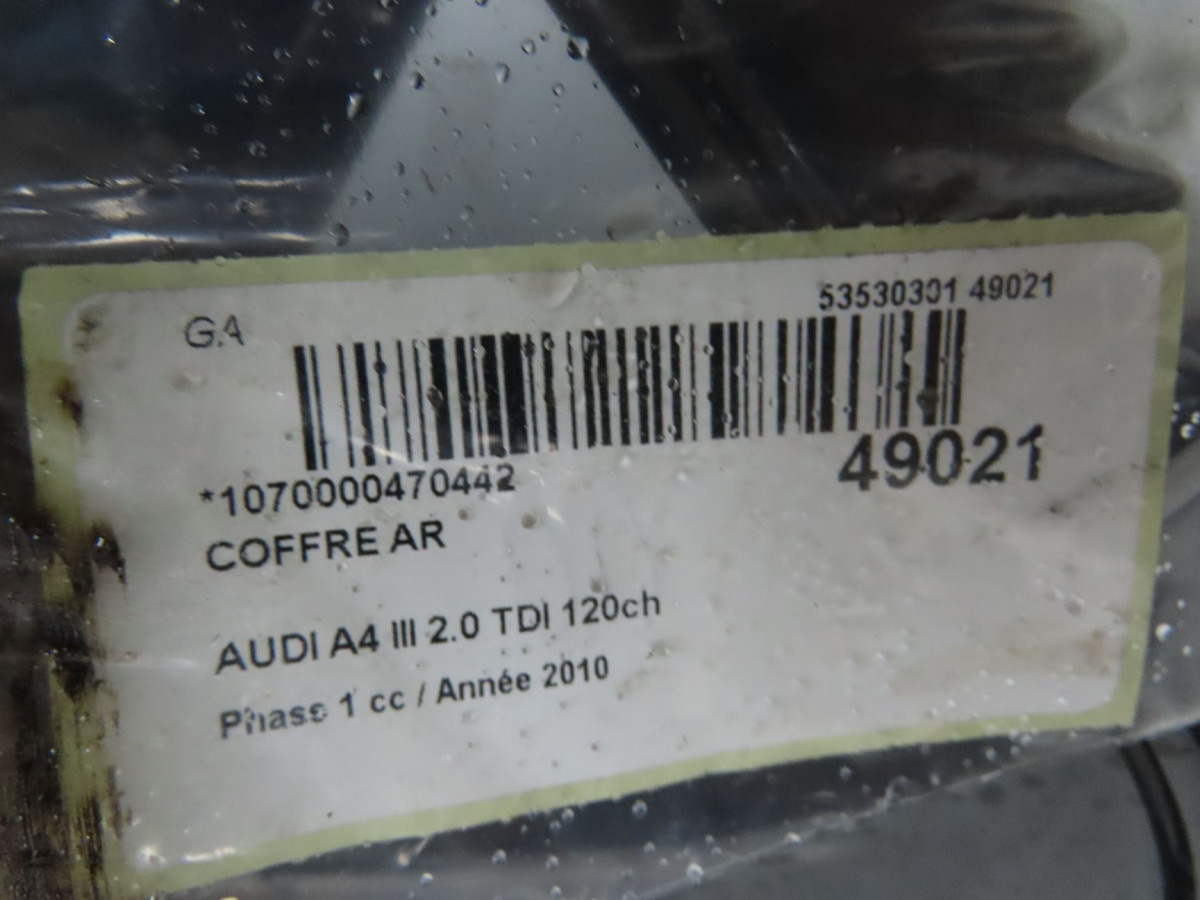 GA
53530301 49021
49021
*1070000470442
COFFRE AR
AUDI A4 III 2.0 TDI 120ch
Phase 1 cc / Année 2010